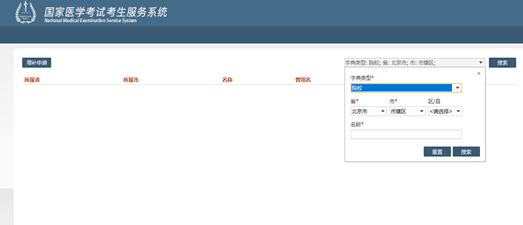 国家医学考试考生服务系统
National Medical Examination Service System
增补申请
字典类型: 院校; 省: 北京市; 市: 市辖区;
搜索
所属省 所属市 名称 曾用名
×
字典类型*
院校
省* 市* 区/县
北京市 市辖区 <请选择>
名称*
重置 搜索